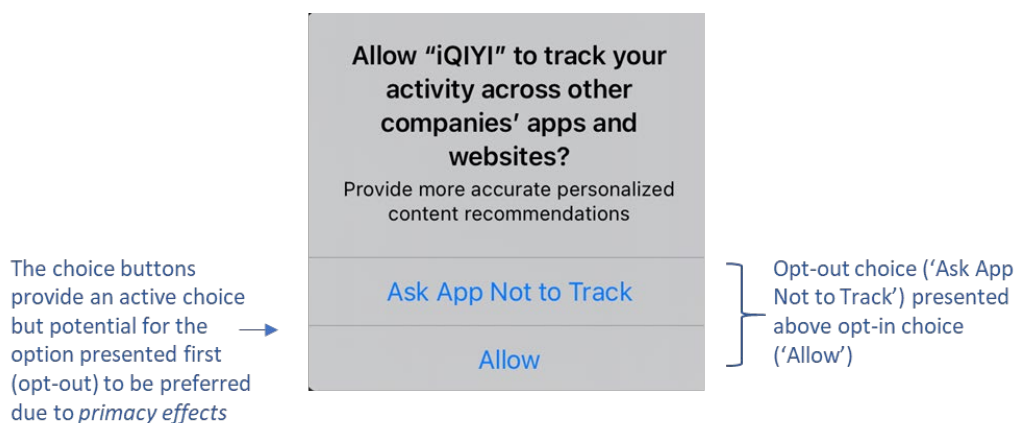 Allow “iQIYI” to track your
activity across other
companies’ apps and
websites?
Provide more accurate personalized
content recommendations
Ask App Not to Track
Allow
The choice buttons
provide an active choice
but potential for the
option presented first
(opt-out) to be preferred
due to primacy effects
Opt-out choice (‘Ask App
Not to Track’) presented
above opt-in choice
(‘Allow’)